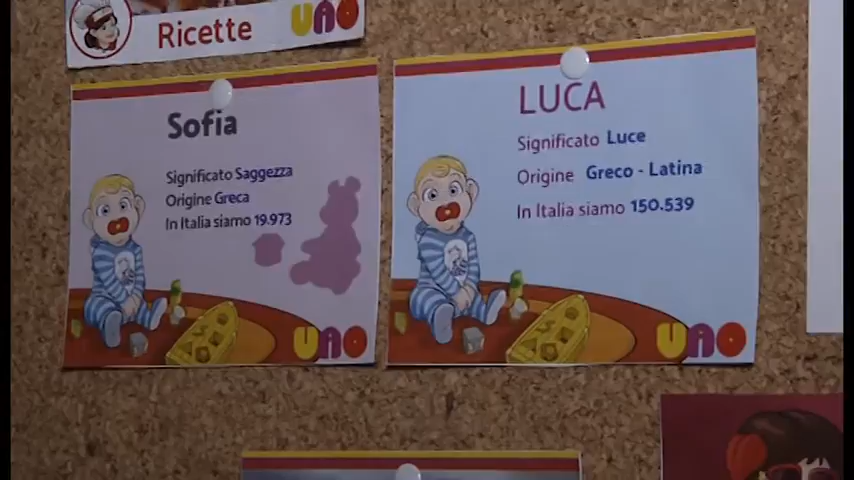 Ricette
UAO
Sofia
Significato Saggezza
Origine Greca
In Italia siamo 19.973
UAO
LUCA
Significato Luce
Origine Greco - Latina
In Italia siamo 150.539
UAO